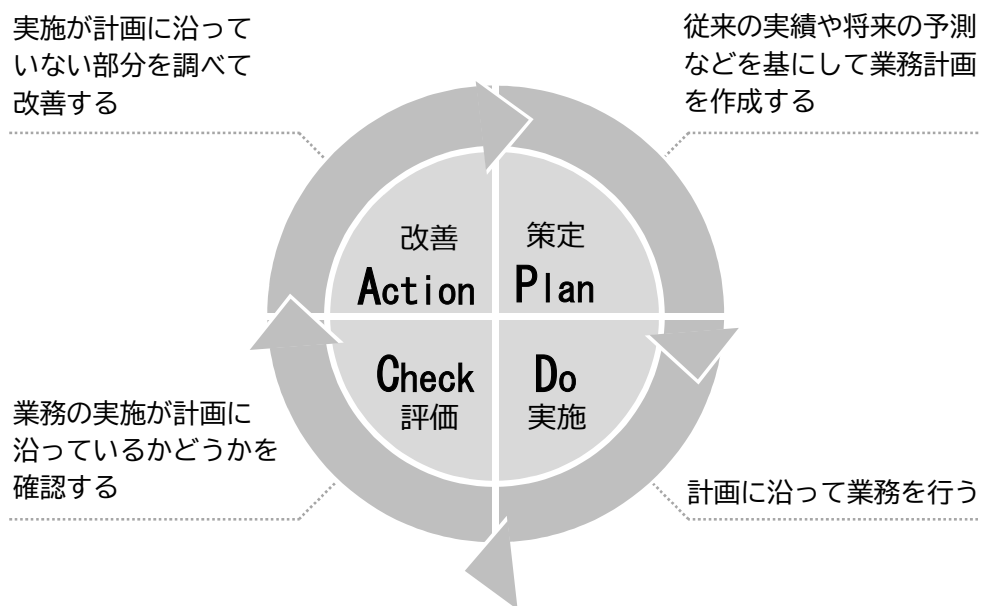 実施が計画に沿って
いない部分を調べて
改善する
従来の実績や将来の予測
などを基にして業務計画
を作成する
改善
Action
策定
Plan
Check
評価
Do
実施
業務の実施が計画に
沿っているかどうかを
確認する
計画に沿って業務を行う